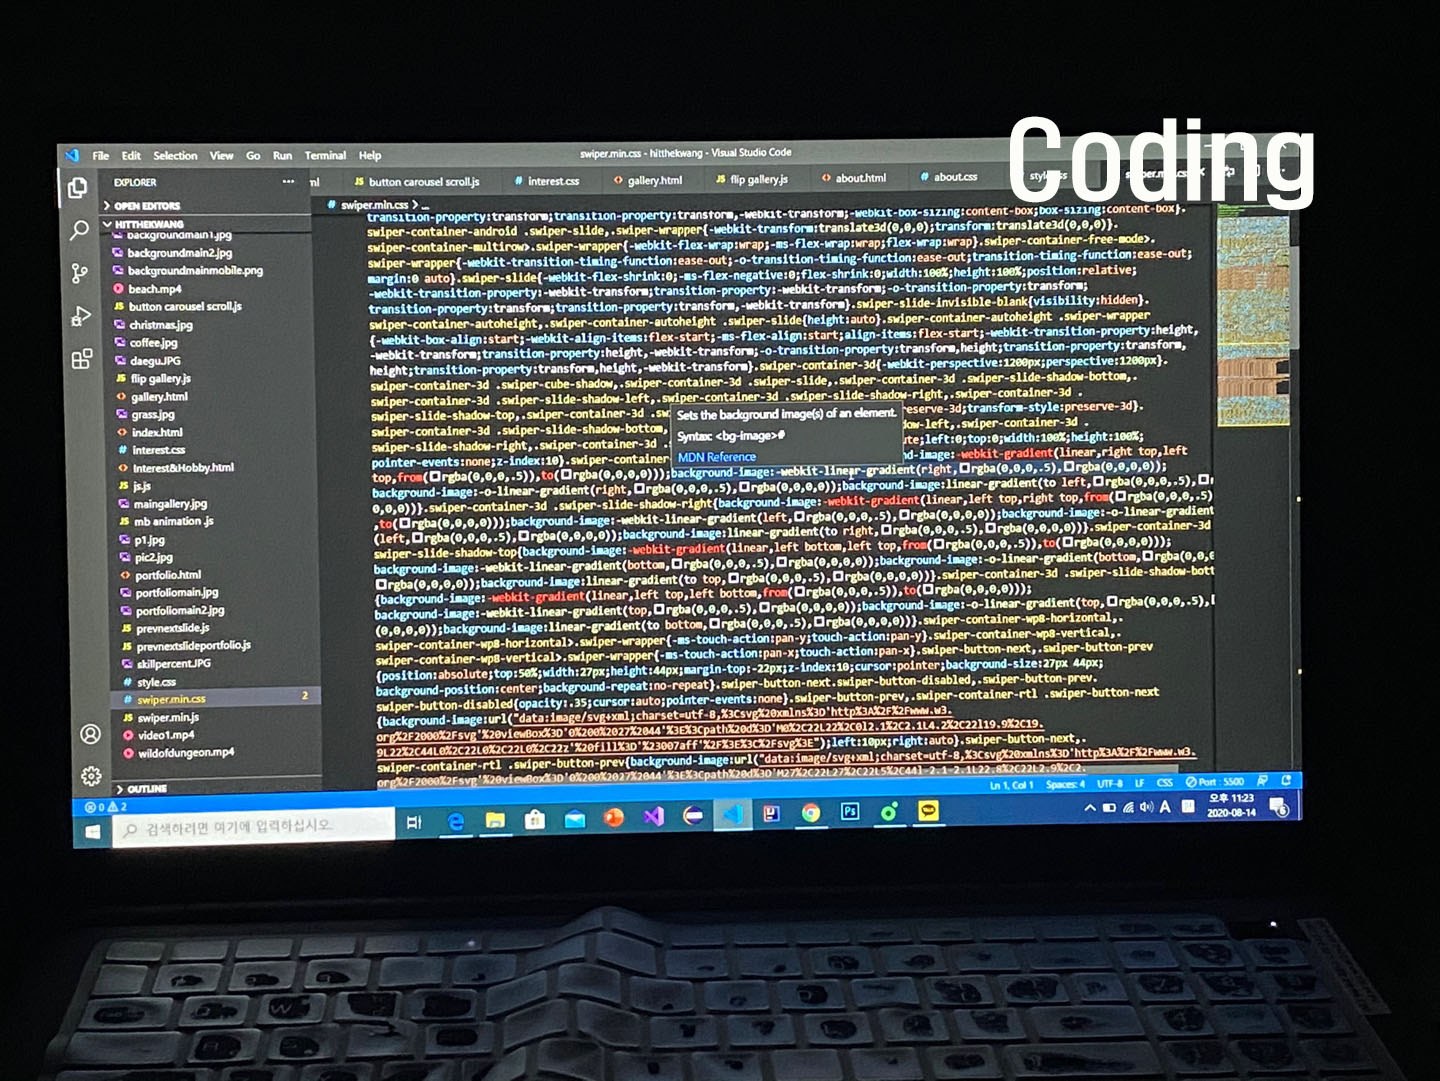 Coding
File Edit Selection View Go Run Terminal Help
swiper.min.css - hitthekwang - Visual Studio Code
EXPLORER
button carousel scroll.js
interest.css
gallery.html
flip gallery.js
about.html
about.css
swiper.min.css > ...
OPEN EDITORS
HITTHEKWANG
backgroundmain1.jpg
backgroundmain2.jpg
backgroundmainmobile.png
beach.mp4
button carousel scroll.js
christmas.jpg
coffee.jpg
daegu.JPG
flip gallery.js
gallery.html
grass.jpg
index.html
interest.css
Interest&Hobby.html
js.js
maingallery.jpg
mb animation .js
p1.jpg
pic2.jpg
portfolio.html
portfoliomain.jpg
portfoliomain2.jpg
prevnextslide.js
prevnextslideportfolio.js
skillpercent.JPG
style.css
swiper.min.css 2
swiper.min.js
video1.mp4
wildofdungeon.mp4
OUTLINE
transition-property:transform;transition-property:transform,-webkit-transform;-webkit-box-sizing:content-box;box-sizing:content-box}.
swiper-container-android .swiper-slide,.swiper-wrapper{-webkit-transform:translate3d(0,0,0);transform:translate3d(0,0,0)}.
swiper-container-multirow>.swiper-wrapper{-webkit-flex-wrap:wrap;-ms-flex-wrap:wrap;flex-wrap:wrap}.swiper-container-free-mode>.
swiper-wrapper{-webkit-transition-timing-function:ease-out;-o-transition-timing-function:ease-out;transition-timing-function:ease-out;
margin:0 auto}.swiper-slide{-webkit-flex-shrink:0;-ms-flex-negative:0;flex-shrink:0;width:100%;height:100%;position:relative;
-webkit-transition-property:-webkit-transform;transition-property:-webkit-transform;-o-transition-property:transform;
transition-property:transform;transition-property:transform,-webkit-transform}.swiper-slide-invisible-blank{visibility:hidden}.
swiper-container-autoheight,.swiper-container-autoheight .swiper-slide{height:auto}.swiper-container-autoheight .swiper-wrapper
{-webkit-box-align:start;-webkit-align-items:flex-start;-ms-flex-align:start;align-items:flex-start;-webkit-transition-property:height,
-webkit-transform;transition-property:height,-webkit-transform;-o-transition-property:transform,height;transition-property:transform,
height;transition-property:transform,height,-webkit-transform}.swiper-container-3d{-webkit-perspective:1200px;perspective:1200px}.
swiper-container-3d .swiper-cube-shadow,.swiper-container-3d .swiper-slide,.swiper-container-3d .swiper-slide-shadow-bottom,.
swiper-container-3d .swiper-slide-shadow-left,.swiper-container-3d .swiper-slide-shadow-right,.swiper-container-3d .
swiper-slide-shadow-top,.swiper-container-3d
reserve-3d;transform-style:preserve-3d}.
swiper-slide-shadow-bottom,
swiper-slide-shadow-right,.swiper-container-3d
left:0;top:0;width:100%;height:100%;
pointer-events:none;z-index:10}.swiper-container
-webkit-gradient(linear,right top,left
Sets the background image(s) of an element.
Syntax: <bg-image>#
MDN Reference
top,from(rgba(0,0,0,.5)),to(rgba(0,0,0,0)));background-image:-webkit-linear-gradient(right,rgba(0,0,0,.5),rgba(0,0,0,0));
background-image:-o-linear-gradient(right,rgba(0,0,0,.5),rgba(0,0,0,0));background-image:linear-gradient(to left,rgba(0,0,0,.5),
0,0,0))}.swiper-container-3d .swiper-slide-shadow-right{background-image:-webkit-gradient(linear,left top,right top,from(rgba(0,0,0,.5)
,to(rgba(0,0,0,0)));background-image:-webkit-linear-gradient(left,rgba(0,0,0,.5),rgba(0,0,0,0));background-image:-o-linear-gradient
(left,rgba(0,0,0,.5),rgba(0,0,0,0));background-image:linear-gradient(to right,rgba(0,0,0,.5),rgba(0,0,0,0))}.swiper-container-3d
swiper-slide-shadow-top{background-image:-webkit-gradient(linear,left bottom,left top,from(rgba(0,0,0,.5)),to(rgba(0,0,0,0)));
background-image:-webkit-linear-gradient(bottom,rgba(0,0,0,.5),rgba(0,0,0,0));background-image:-o-linear-gradient(bottom,rgba(0,0,0
rgba(0,0,0,0));background-image:linear-gradient(to top,rgba(0,0,0,.5),rgba(0,0,0,0))}.swiper-container-3d .swiper-slide-shadow-bott
{background-image:-webkit-gradient(linear,left top,left bottom,from(rgba(0,0,0,.5)),to(rgba(0,0,0,0)));
background-image:-webkit-linear-gradient(top,rgba(0,0,0,.5),rgba(0,0,0,0));background-image:-o-linear-gradient(top,rgba(0,0,0,.5),
(0,0,0,0));background-image:linear-gradient(to bottom,rgba(0,0,0,.5),rgba(0,0,0,0))}.swiper-container-wp8-horizontal,.
swiper-container-wp8-horizontal>.swiper-wrapper{-ms-touch-action:pan-y;touch-action:pan-y}.swiper-container-wp8-vertical,.
swiper-container-wp8-vertical>.swiper-wrapper{-ms-touch-action:pan-x;touch-action:pan-x}.swiper-button-next,.swiper-button-prev
{position:absolute;top:50%;width:27px;height:44px;margin-top:-22px;z-index:10;cursor:pointer;background-size:27px 44px;
background-position:center;background-repeat:no-repeat}.swiper-button-next.swiper-button-disabled,.swiper-button-prev.
swiper-button-disabled{opacity:.35;cursor:auto;pointer-events:none}.swiper-button-prev,.swiper-container-rtl .swiper-button-next
{background-image:url("data:image/svg+xml;charset=utf-8,%3Csvg%20xmlns%3D'http%3A%2F%2Fwww.w3.
org%2F2000%2Fsvg'%20viewBox%3D'0%200%2027%2044'%3E%3Cpath%20d%3D'M0%2C22L22%2C0l2.1%2C2.1L4.2%2C22l19.9%2C19.
9L22%2C44L0%2C22L0%2C22L0%2C22z'%20fill%3D'%23007aff'%2F%3E%3C%2Fsvg%3E");left:10px;right:auto}.swiper-button-next,.
swiper-container-rtl .swiper-button-prev{background-image:url("data:image/svg+xml;charset=utf-8,%3Csvg%20xmlns%3D'http%3A%2F%2Fwww.w3.
org%2F2000%2Fsvg'%20viewBox%3D'0%200%2027%2044'%3E%3Cpath%20d%3D'M27%2C22L27%2C22L5%2C44l-2.1-2.1L22.8%2C22L2.9%2C2.
0 2
Ln 1, Col 1 Spaces: 4 UTF-8 LF CSS Port : 5500
검색하려면 여기에 입력하십시오.
Ps
A
오후 11:23
2020-08-14